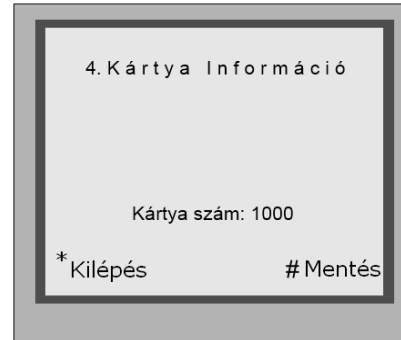 4. Kártya Információ
Kártya szám: 1000
*Kilépés #Mentés